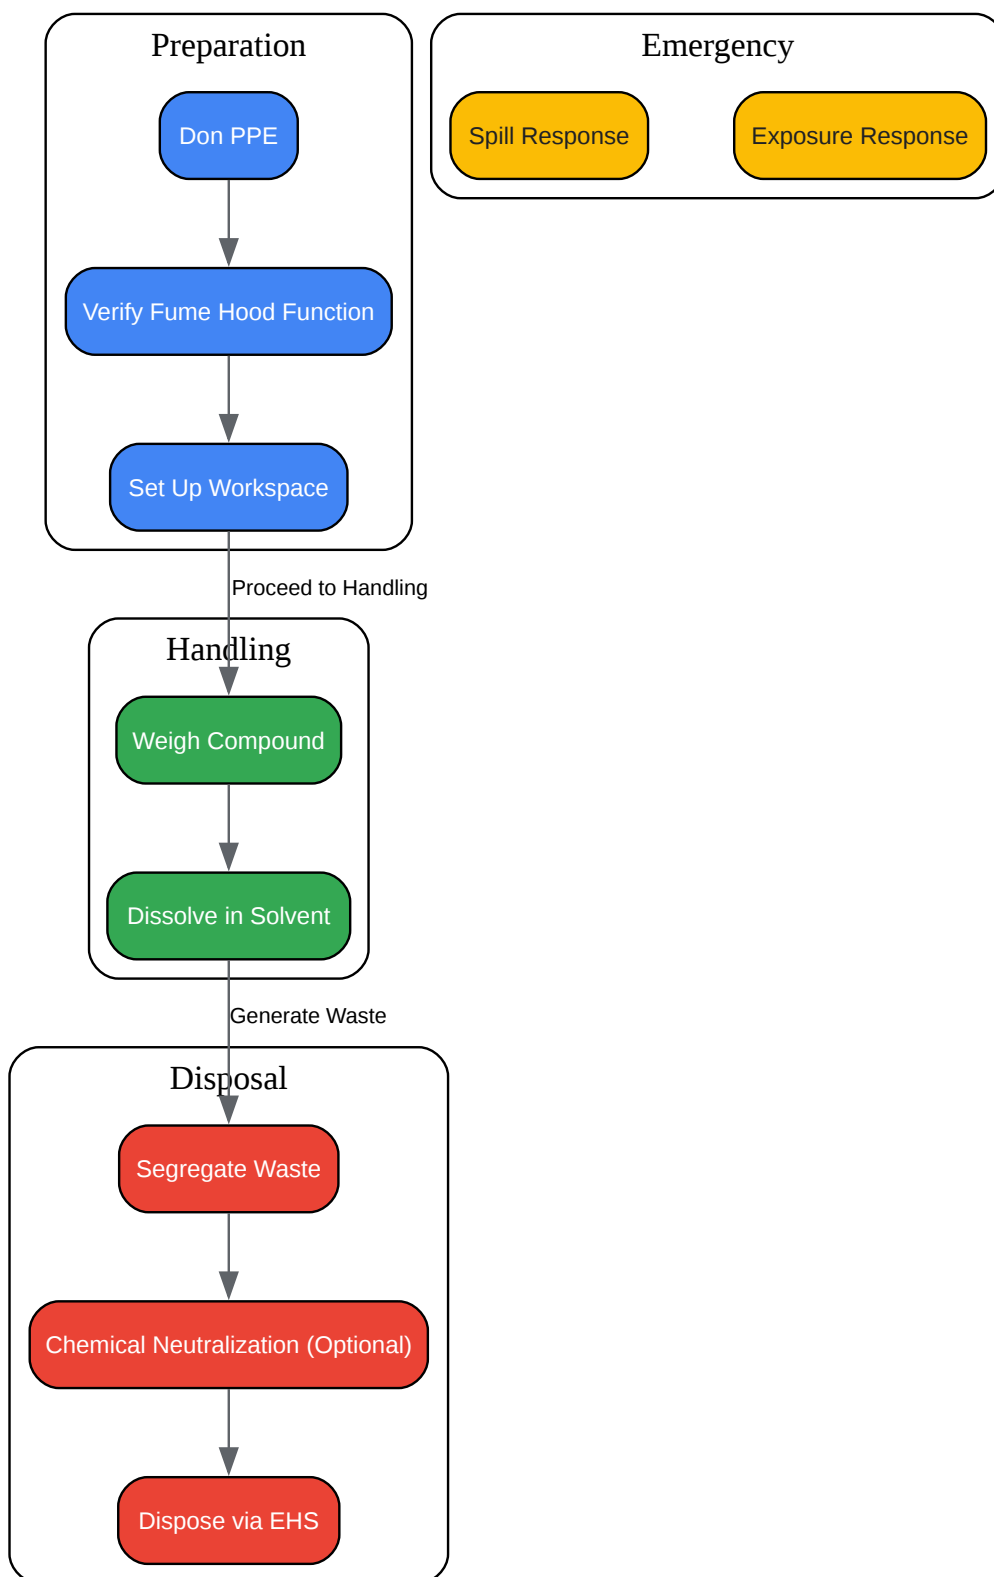 Preparation
Don PPE
Verify Fume Hood Function
Set Up Workspace
Emergency
Spill Response
Exposure Response
Proceed to Handling
Handling
Weigh Compound
Dissolve in Solvent
Generate Waste
Disposal
Segregate Waste
Chemical Neutralization (Optional)
Dispose via EHS